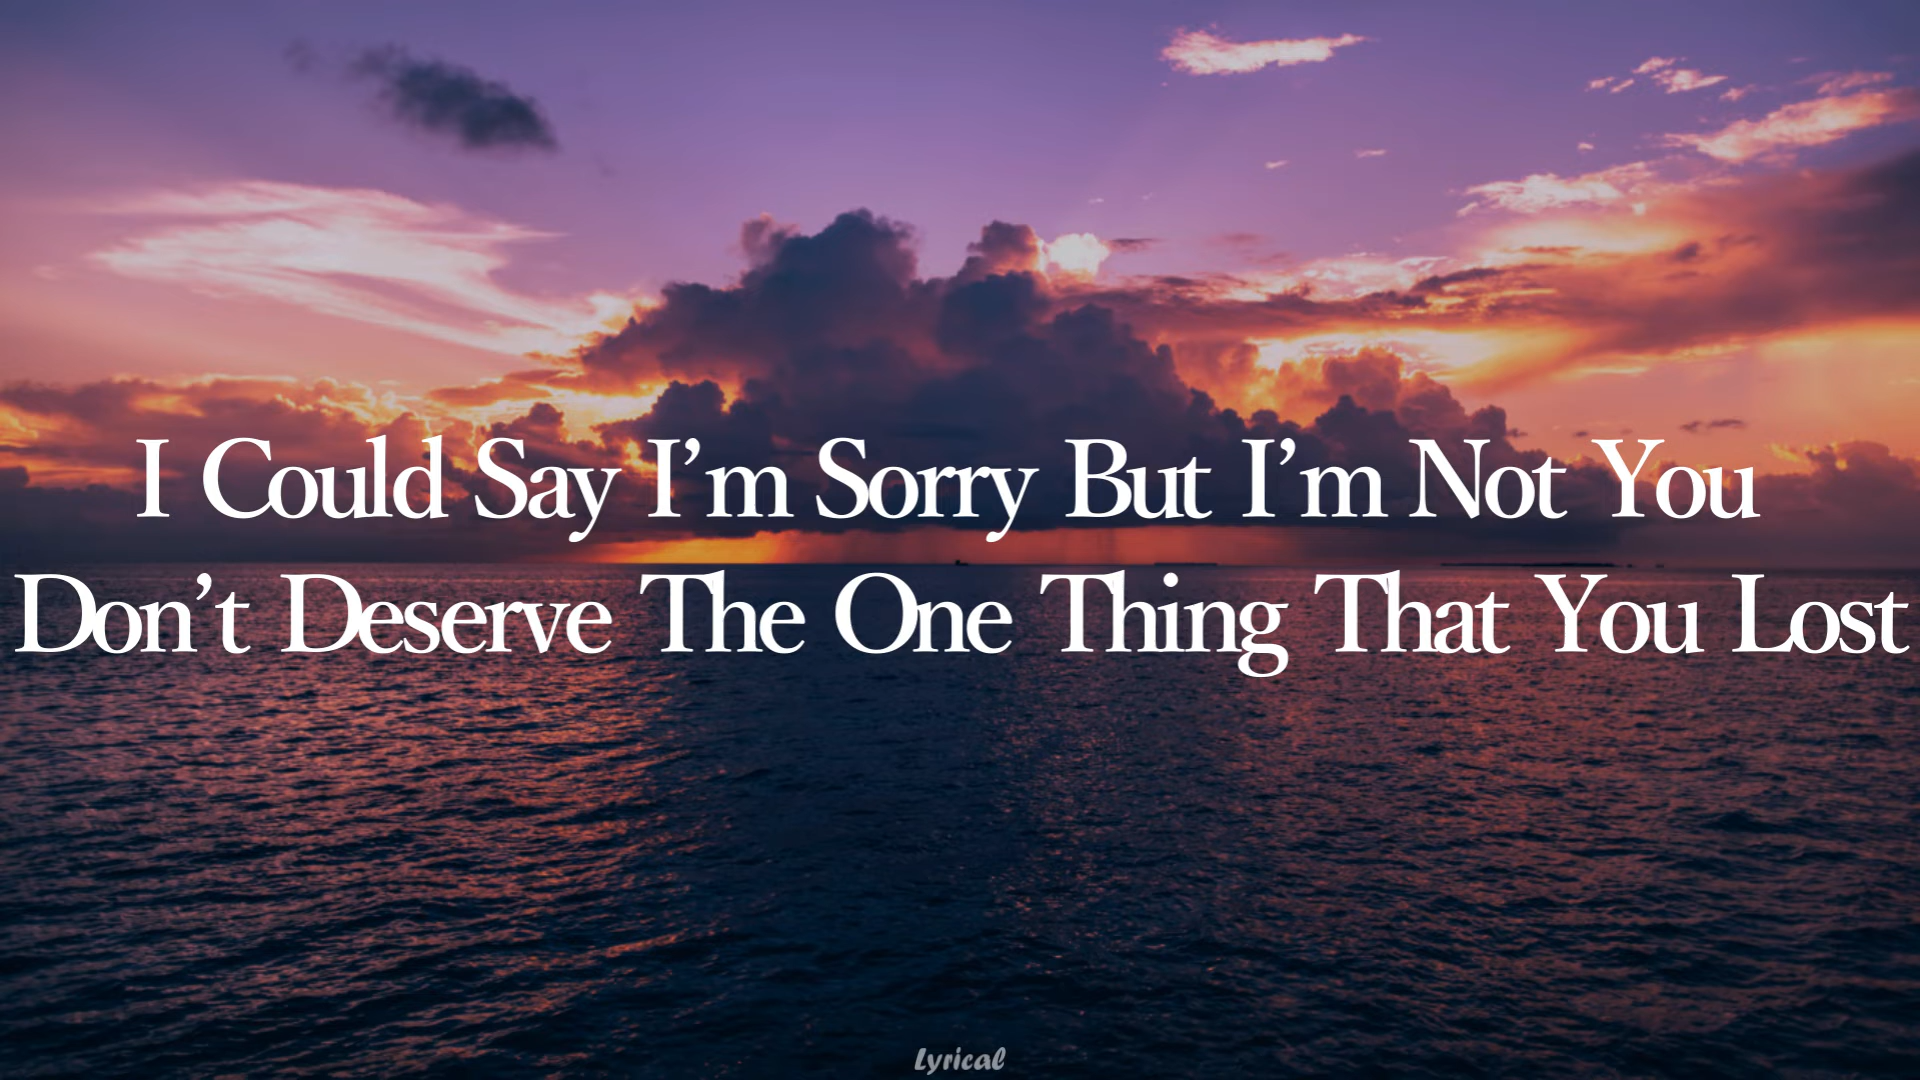 I Could Say I’m Sorry But I’m Not You
Don’t Deserve The One Thing That You Lost
Lyrical